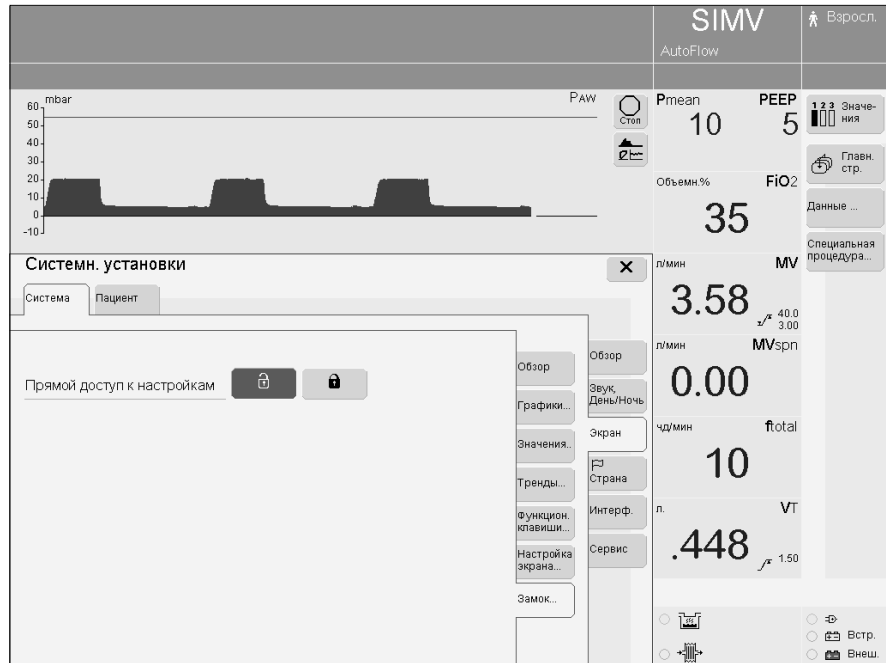 SIMV
Взросл.
AutoFlow
mbar
PAW
60
50
40
30
20
10
0
-10
Стоп
Pmean PEEP
10 5
1 2 3 Значе-
ния
Главн.
стр.
Данные ...
Специальная
процедура...
Объемн.% FiO2
35
л/мин MV
3.58
40.0
3.00
л/мин MVspn
0.00
чд/мин ftotal
10
л. VT
.448
1.50
Системн. установки
Система
Пациент
Прямой доступ к настройкам
Обзор
Графики...
Значения..
Тренды...
Функцион.
клавиши...
Настройка
экрана...
Замок...
Обзор
Звук,
День/Ночь
Экран
Страна
Интерф.
Сервис
Встр.
Внеш.